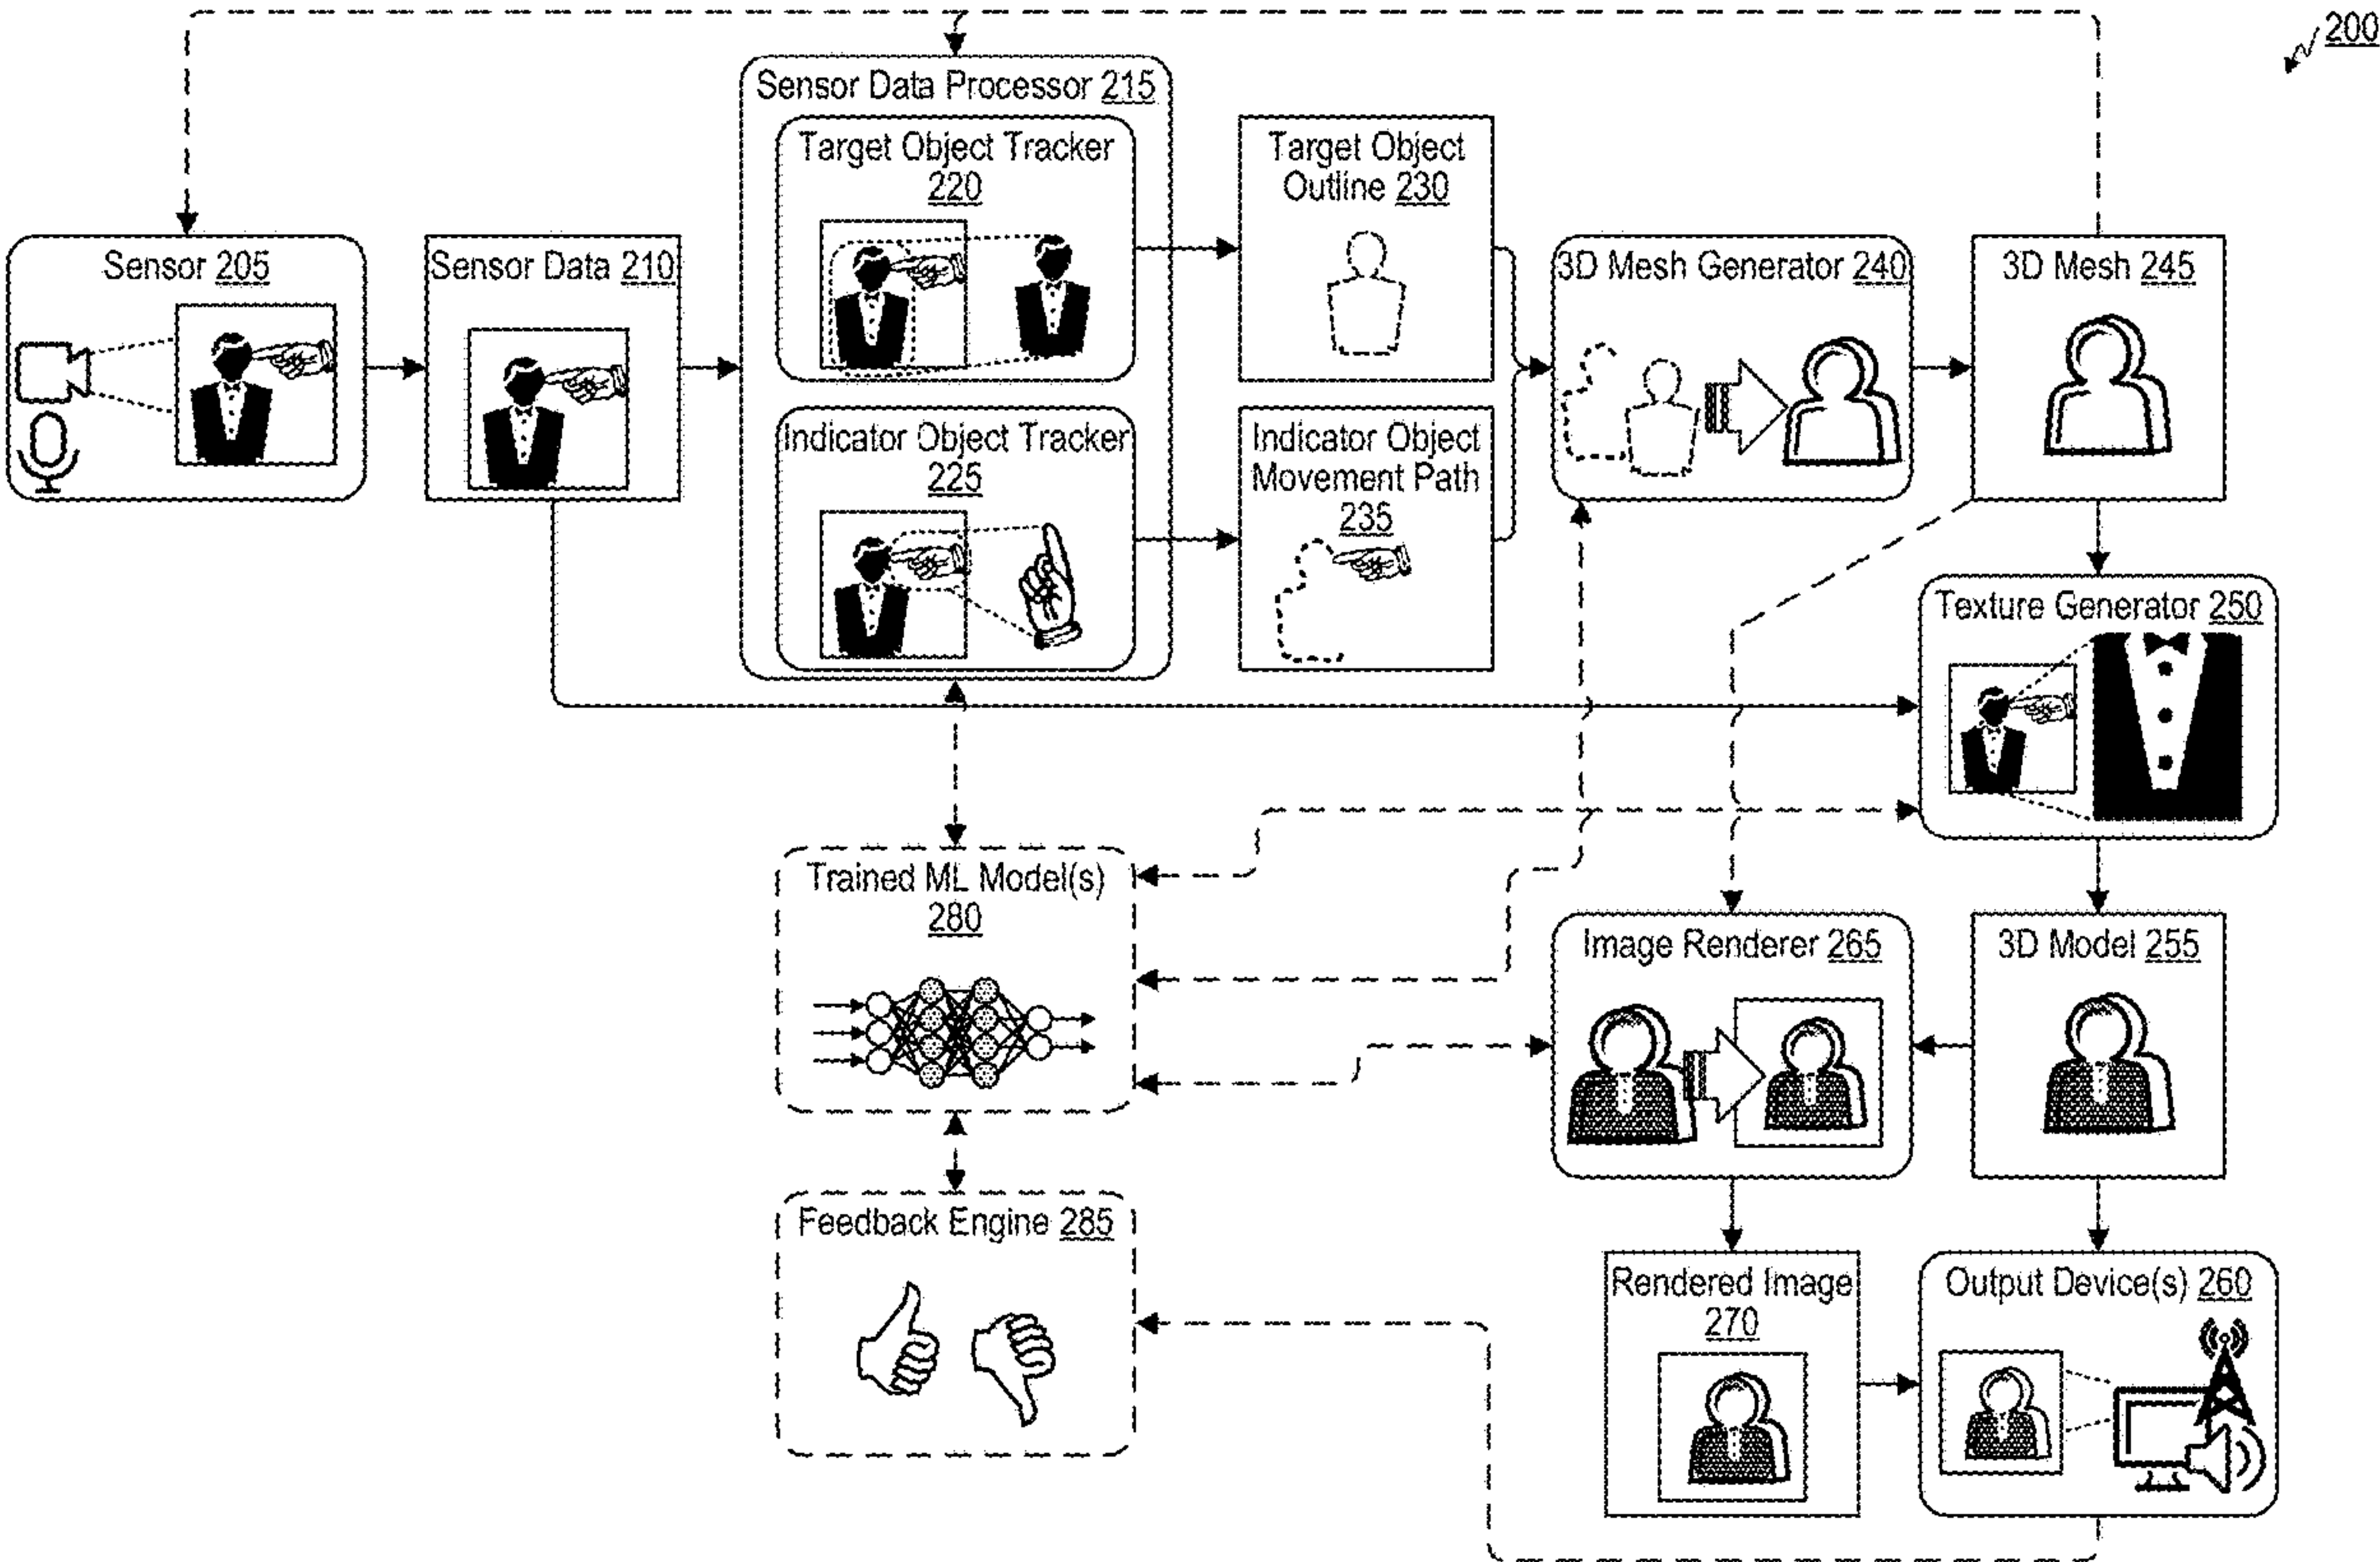 200
Sensor Data Processor 215
Target Object Tracker
220
Target Object
Outline 230
Sensor 205
Sensor Data 210
3D Mesh Generator 240
3D Mesh 245
Indicator Object Tracker
225
Indicator Object
Movement Path
235
Texture Generator 250
Trained ML Model(s)
280
Image Renderer 265
3D Model 255
Feedback Engine 285
Rendered Image
270
Output Device(s) 260